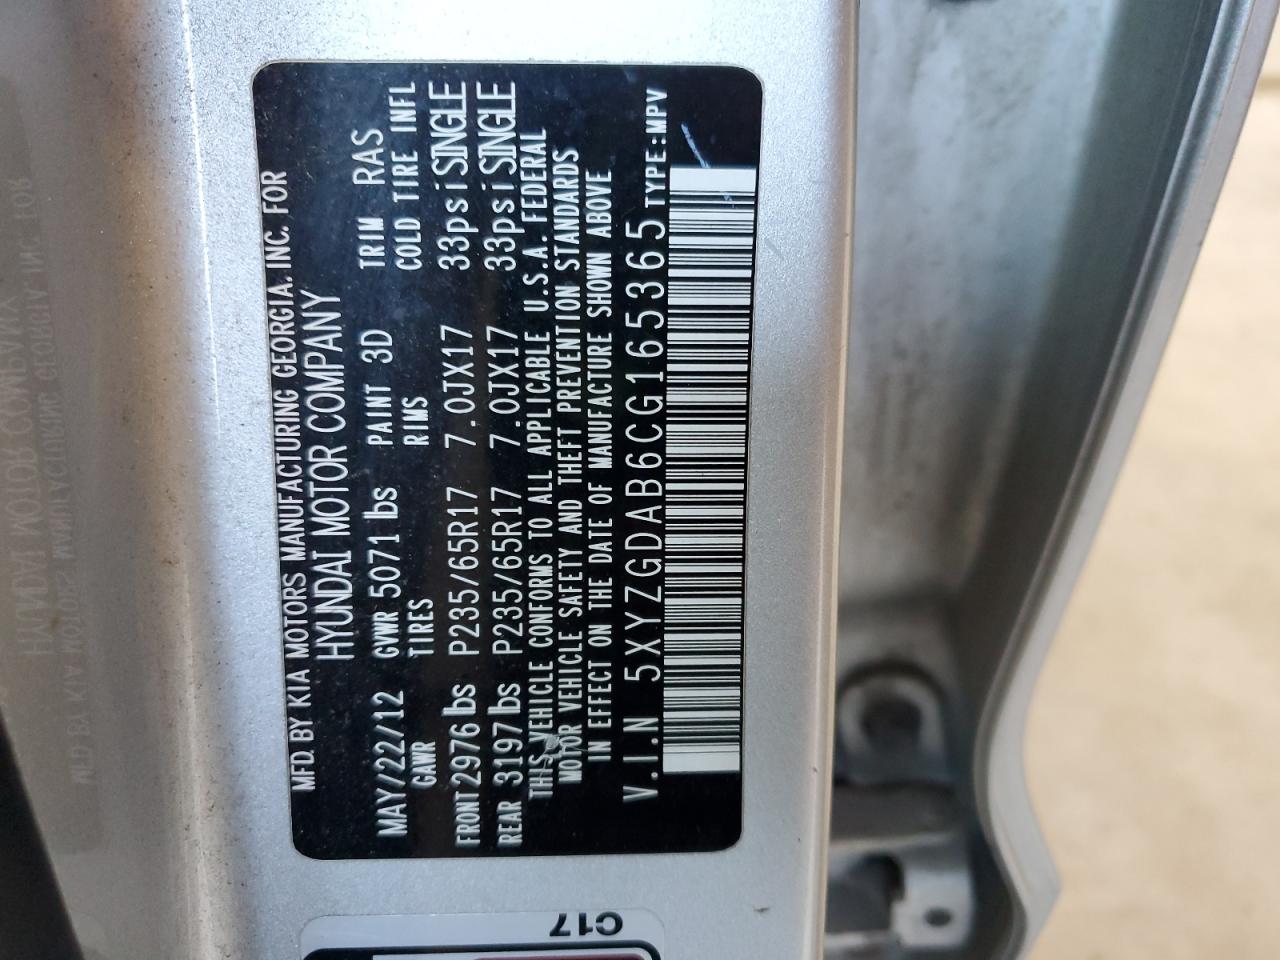 MFD. BY KIA MOTORS MANUFACTURING GEORGIA. INC. FOR
HYUNDAI MOTOR COMPANY
MAY/22/12 GVWR 5071 lbs PAINT 3D TRIM RAS
GAWR TIRES RIMS COLD TIRE INFL
FRONT 2976 lbs P235/65R17 7.0JX17 33psi SINGLE
REAR 3197 lbs P235/65R17 7.0JX17 33psi SINGLE
THIS VEHICLE CONFORMS TO ALL APPLICABLE U.S.A. FEDERAL
MOTOR VEHICLE SAFETY AND THEFT PREVENTION STANDARDS
IN EFFECT ON THE DATE OF MANUFACTURE SHOWN ABOVE
V.I.N 5XYZGDAB6CG165365 TYPE:MPV
C17